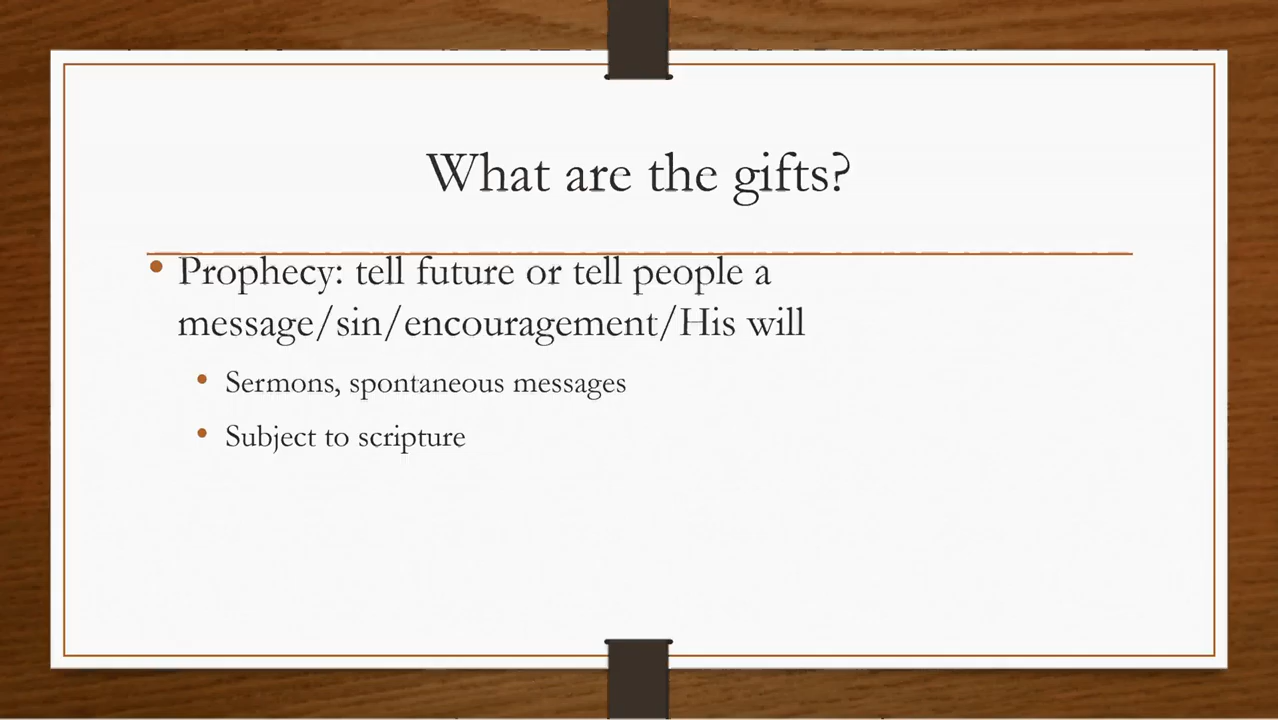 What are the gifts?
Prophecy: tell future or tell people a
message/sin/encouragement/His will
Sermons, spontaneous messages
Subject to scripture